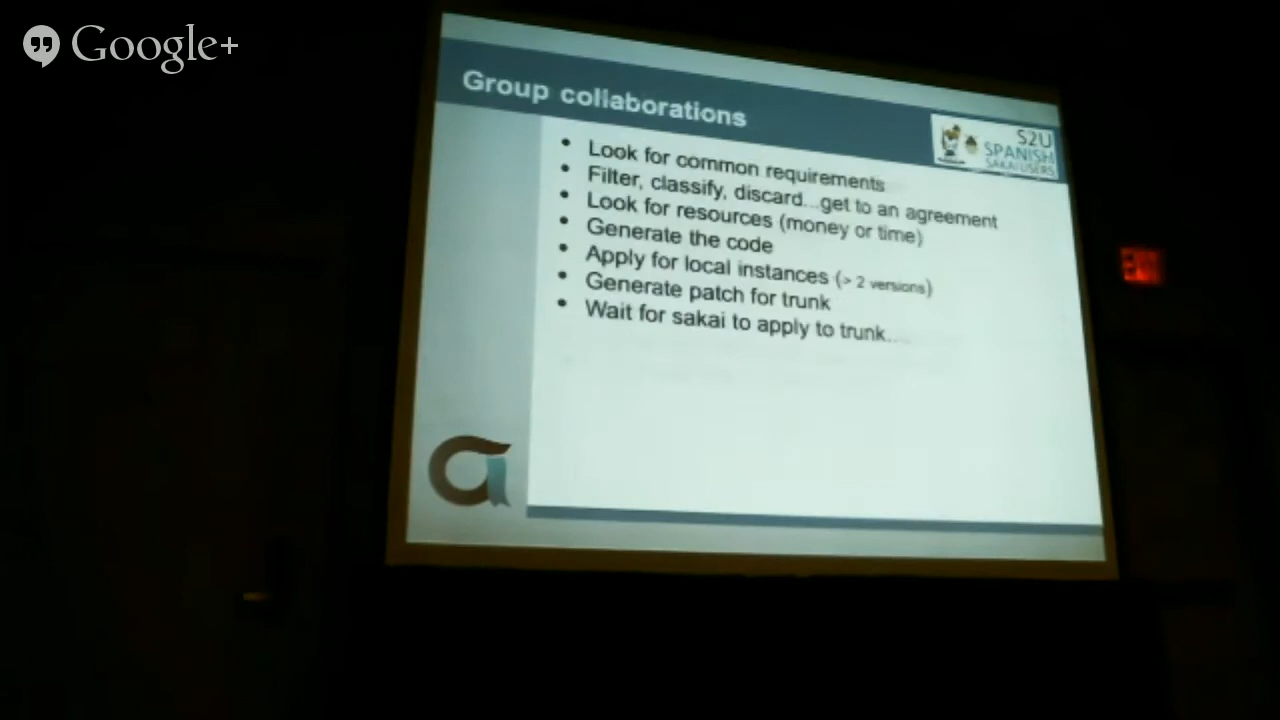 Google+
Group collaborations
S2U
SPANISH
SAKAI USERS
• Look for common requirements
• Filter, classify, discard...get to an agreement
• Look for resources (money or time)
• Generate the code
• Apply for local instances (> 2 versions)
• Generate patch for trunk
• Wait for sakai to apply to trunk....